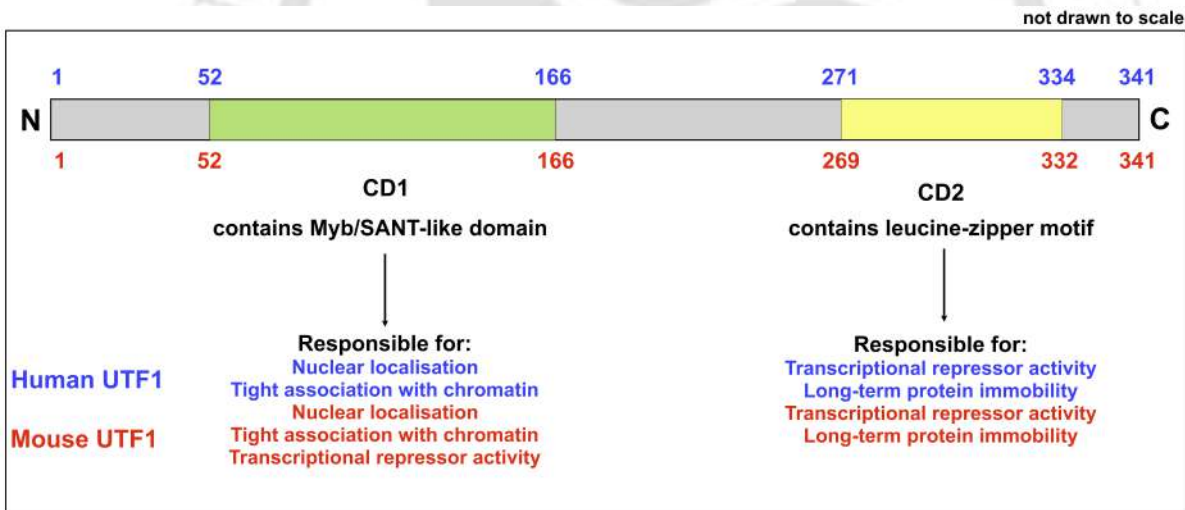 not drawn to scale
1 52 166 271 334 341
N C
1 52 166 269 332 341
CD1 CD2
contains Myb/SANT-like domain contains leucine-zipper motif
Responsible for: Responsible for:
Nuclear localisation Transcriptional repressor activity
Human UTF1 Tight association with chromatin Long-term protein immobility
Nuclear localisation Transcriptional repressor activity
Mouse UTF1 Tight association with chromatin Long-term protein immobility
Transcriptional repressor activity